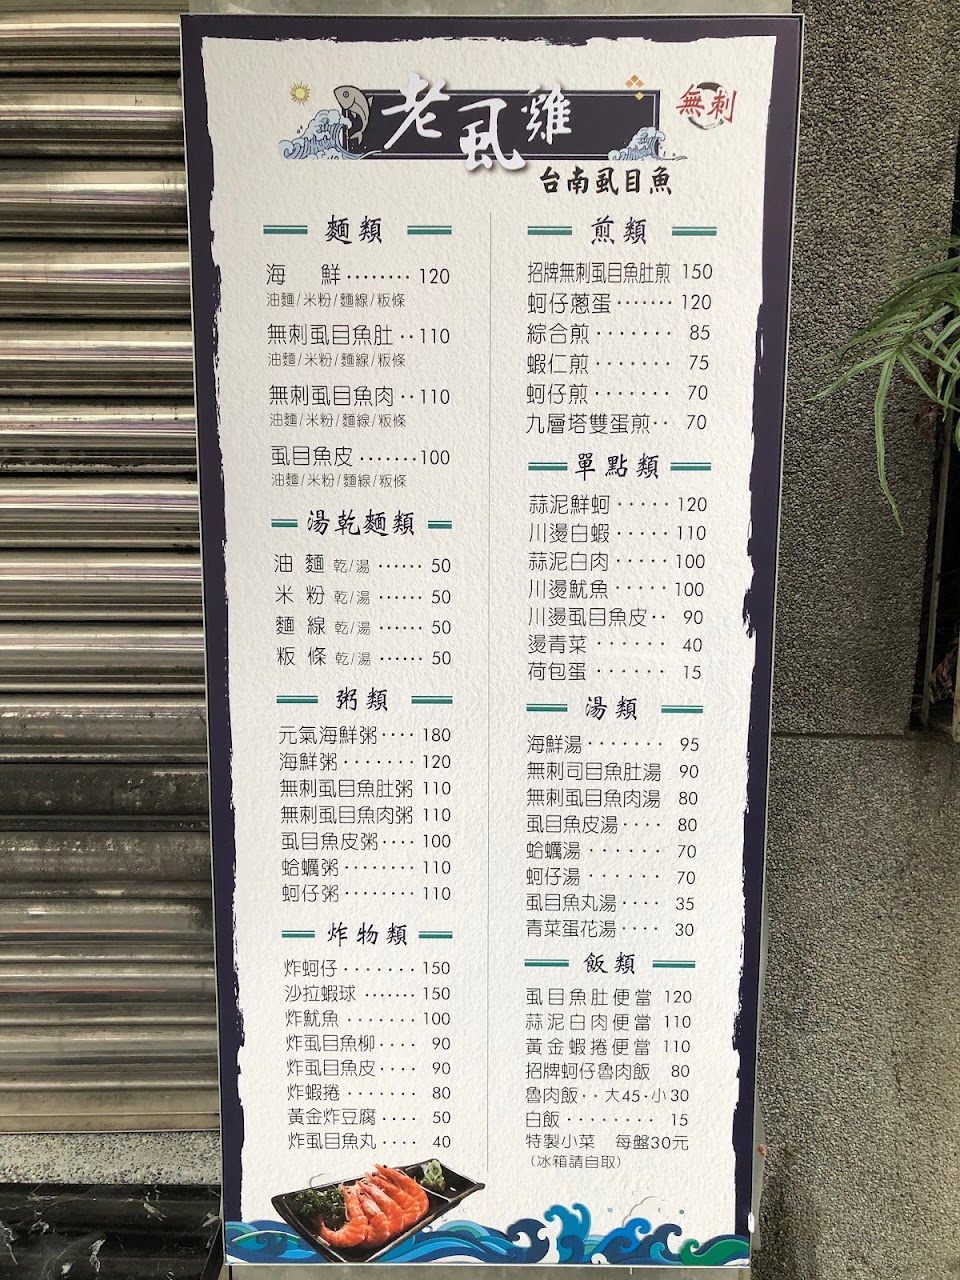 老虱雞
無刺
台南虱目魚
麵類
海 鮮‧‧‧‧‧‧‧‧120
油麵/米粉/麵線/粄條
無刺虱目魚肚‧‧110
油麵/米粉/麵線/粄條
無刺虱目魚肉‧‧110
油麵/米粉/麵線/粄條
虱目魚皮‧‧‧‧‧‧‧100
油麵/米粉/麵線/粄條
湯乾麵類
油 麵 乾/湯 ‧‧‧‧‧‧ 50
米 粉 乾/湯 ‧‧‧‧‧‧ 50
麵 線 乾/湯 ‧‧‧‧‧‧ 50
粄 條 乾/湯 ‧‧‧‧‧‧ 50
粥類
元氣海鮮粥‧‧‧‧180
海鮮粥‧‧‧‧‧‧‧‧120
無刺虱目魚肚粥 110
無刺虱目魚肉粥 110
虱目魚皮粥‧‧‧‧100
蛤蠣粥‧‧‧‧‧‧‧‧110
蚵仔粥‧‧‧‧‧‧‧‧110
炸物類
炸蚵仔‧‧‧‧‧‧‧150
沙拉蝦球 ‧‧‧‧‧‧‧150
炸魷魚 ‧‧‧‧‧‧‧100
炸虱目魚柳‧‧‧‧ 90
炸虱目魚皮‧‧‧‧ 90
炸蝦捲 ‧‧‧‧‧‧‧ 80
黃金炸豆腐‧‧‧‧ 50
炸虱目魚丸‧‧‧‧ 40
煎類
招牌無刺虱目魚肚煎 150
蚵仔蔥蛋‧‧‧‧‧‧‧120
綜合煎‧‧‧‧‧‧‧ 85
蝦仁煎‧‧‧‧‧‧‧ 75
蚵仔煎‧‧‧‧‧‧‧ 70
九層塔雙蛋煎‧‧ 70
單點類
蒜泥鮮蚵‧‧‧‧‧120
川燙白蝦‧‧‧‧‧110
蒜泥白肉‧‧‧‧‧100
川燙魷魚‧‧‧‧‧100
川燙虱目魚皮‧‧ 90
燙青菜 ‧‧‧‧‧‧ 40
荷包蛋 ‧‧‧‧‧‧ 15
湯類
海鮮湯‧‧‧‧‧‧‧ 95
無刺司目魚肚湯 90
無刺虱目魚肉湯 80
虱目魚皮湯‧‧‧‧ 80
蛤蠣湯 ‧‧‧‧‧‧ 70
蚵仔湯 ‧‧‧‧‧‧ 70
虱目魚丸湯‧‧‧‧ 35
青菜蛋花湯‧‧‧‧ 30
飯類
虱目魚肚便當 120
蒜泥白肉便當 110
黃金蝦捲便當 110
招牌蚵仔魯肉飯 80
魯肉飯‧‧大45‧小30
白飯‧‧‧‧‧‧‧‧ 15
特製小菜 每盤30元
(冰箱請自取)